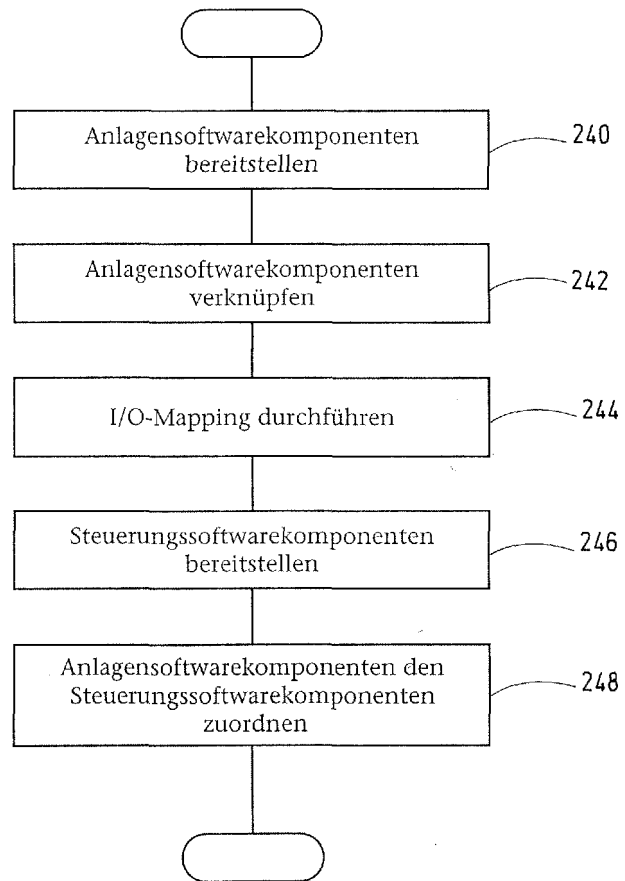 Anlagensoftwarekomponenten
bereitstellen
240
Anlagensoftwarekomponenten
verknüpfen
242
I/O-Mapping durchführen
244
Steuerungssoftwarekomponenten
bereitstellen
246
Anlagensoftwarekomponenten den
Steuerungssoftwarekomponenten
zuordnen
248